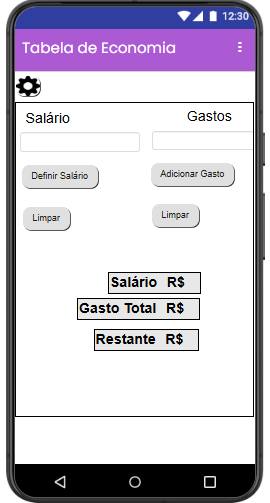 12:30
Tabela de Economia
Salário Gastos
Definir Salário Adicionar Gasto
Limpar Limpar
Salário R$
Gasto Total R$
Restante R$